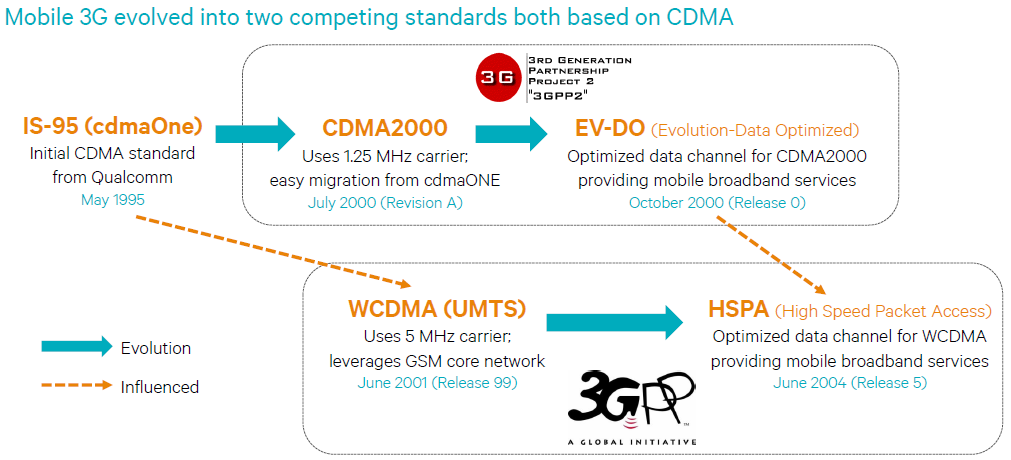 Mobile 3G evolved into two competing standards both based on CDMA
3G
3RD GENERATION
PARTNERSHIP
PROJECT 2
"3GPP2"
IS-95 (cdmaOne)
Initial CDMA standard
from Qualcomm
May 1995
CDMA2000
Uses 1.25 MHz carrier;
easy migration from cdmaONE
July 2000 (Revision A)
EV-DO (Evolution-Data Optimized)
Optimized data channel for CDMA2000
providing mobile broadband services
October 2000 (Release 0)
WCDMA (UMTS)
Uses 5 MHz carrier;
leverages GSM core network
June 2001 (Release 99)
HSPA (High Speed Packet Access)
Optimized data channel for WCDMA
providing mobile broadband services
June 2004 (Release 5)
Evolution
Influenced
3GPP™
A GLOBAL INITIATIVE